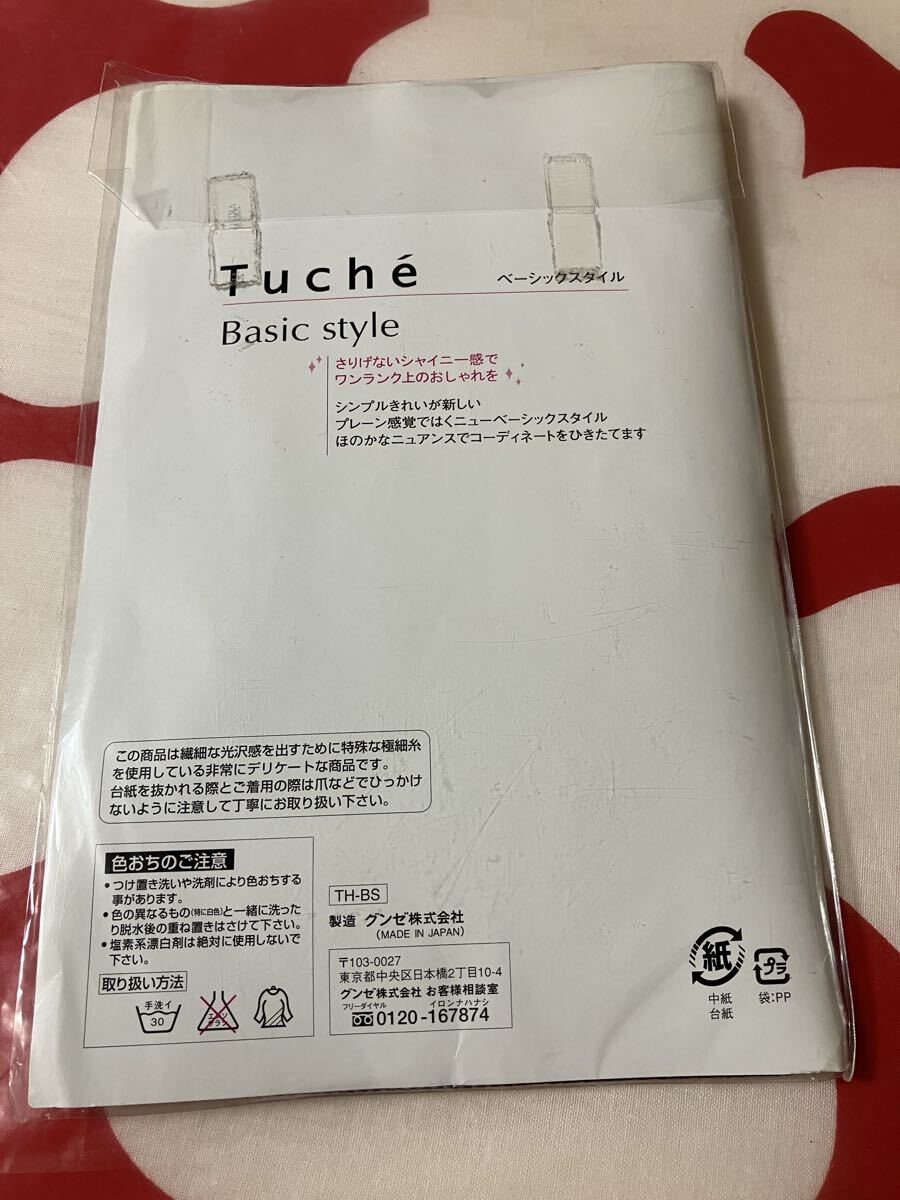 Tuché
ベーシックスタイル
Basic style
さりげないシャイニー感で
ワンランク上のおしゃれを
シンプルきれいが新しい
プレーン感覚ではくニューベーシックスタイル
ほのかなニュアンスでコーディネートをひきたてます
この商品は繊細な光沢感を出すために特殊な極細糸
を使用している非常にデリケートな商品です。
台紙を抜かれる際とご着用の際は爪などでひっかけ
ないように注意して丁寧にお取り扱い下さい。
色おちのご注意
•つけ置き洗いや洗剤により色おちする
事があります。
•色の異なるもの(特に白色)と一緒に洗った
り脱水後の重ね置きはさけて下さい。
•塩素系漂白剤は絶対に使用しないで
下さい。
取り扱い方法
手洗イ
30
エンソ
サラシ
TH-BS
製造 グンゼ株式会社
(MADE IN JAPAN)
〒103-0027
東京都中央区日本橋2丁目10-4
グンゼ株式会社 お客様相談室
フリーダイヤル イロンナハナシ
0120-167874
紙
中紙
台紙
プラ
袋:PP